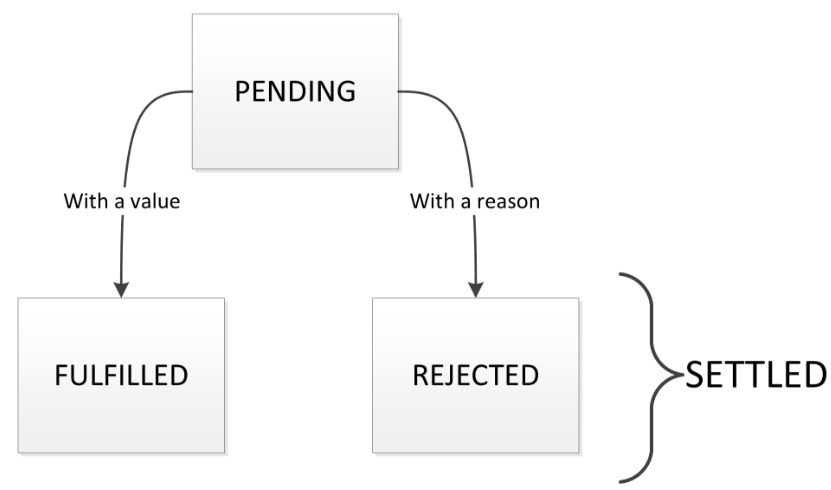 PENDING
With a value
With a reason
FULFILLED
REJECTED
SETTLED